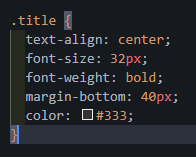 .title {
text-align: center;
font-size: 32px;
font-weight: bold;
margin-bottom: 40px;
color: #333;
}